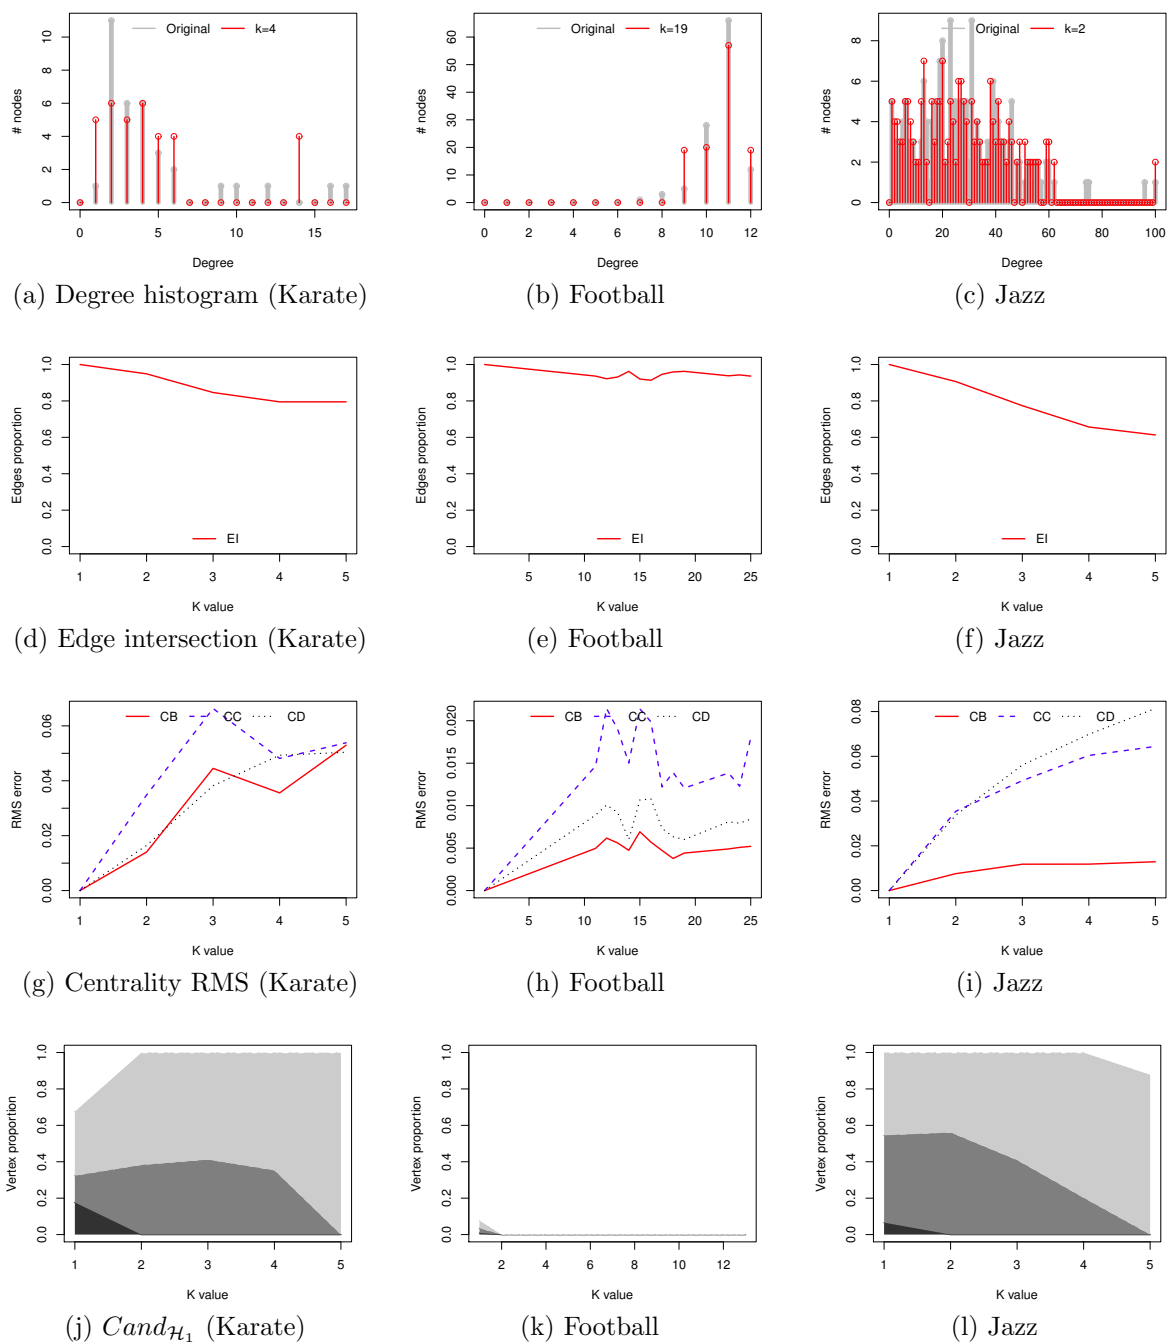 Original k=4
# nodes
0 2 4 6 8 10
0 5 10 15
Degree
(a) Degree histogram (Karate)
Original k=19
# nodes
0 10 20 30 40 50 60
0 2 4 6 8 10 12
Degree
(b) Football
Original k=2
# nodes
0 2 4 6 8
0 20 40 60 80 100
Degree
(c) Jazz
Edges proportion
0.0 0.2 0.4 0.6 0.8 1.0
EI
1 2 3 4 5
K value
(d) Edge intersection (Karate)
Edges proportion
0.0 0.2 0.4 0.6 0.8 1.0
EI
5 10 15 20 25
K value
(e) Football
Edges proportion
0.0 0.2 0.4 0.6 0.8 1.0
EI
1 2 3 4 5
K value
(f) Jazz
CB CC CD
RMS error
0.00 0.02 0.04 0.06
1 2 3 4 5
K value
(g) Centrality RMS (Karate)
CB CC CD
RMS error
0.000 0.005 0.010 0.015 0.020
5 10 15 20 25
K value
(h) Football
CB CC CD
RMS error
0.00 0.02 0.04 0.06 0.08
1 2 3 4 5
K value
(i) Jazz
Vertex proportion
0.0 0.2 0.4 0.6 0.8 1.0
1 2 3 4 5
K value
(j) Cand_{\mathcal{H}_1} (Karate)
Vertex proportion
0.0 0.2 0.4 0.6 0.8 1.0
2 4 6 8 10 12
K value
(k) Football
Vertex proportion
0.0 0.2 0.4 0.6 0.8 1.0
1 2 3 4 5
K value
(l) Jazz